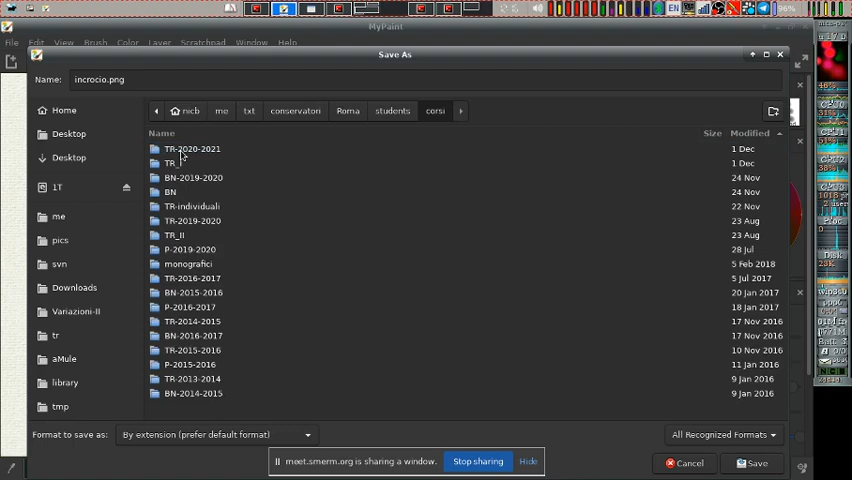 EN
96%
MyPaint
File Edit View Brush Color Layer Scratchpad Window Help
Save As
Name: incrocio.png
nicb me txt conservatori Roma students corsi
Home
Desktop
Desktop
1T
me
pics
svn
Downloads
Variazioni-II
tr
aMule
library
tmp
Name Size Modified
TR-2020-2021 1 Dec
TR_I 1 Dec
BN-2019-2020 24 Nov
BN 24 Nov
TR-individuali 22 Nov
TR-2019-2020 23 Aug
TR_II 23 Aug
P-2019-2020 28 Jul
monografici 5 Feb 2018
TR-2016-2017 5 Jul 2017
BN-2015-2016 20 Jan 2017
P-2016-2017 18 Jan 2017
TR-2014-2015 17 Nov 2016
BN-2016-2017 17 Nov 2016
TR-2015-2016 10 Nov 2016
P-2015-2016 11 Jan 2016
TR-2013-2014 9 Jan 2016
BN-2014-2015 9 Jan 2016
Format to save as: By extension (prefer default format) All Recognized Formats
meet.smerm.org is sharing a window. Stop sharing Hide
Cancel Save
Proc
Disk
23K